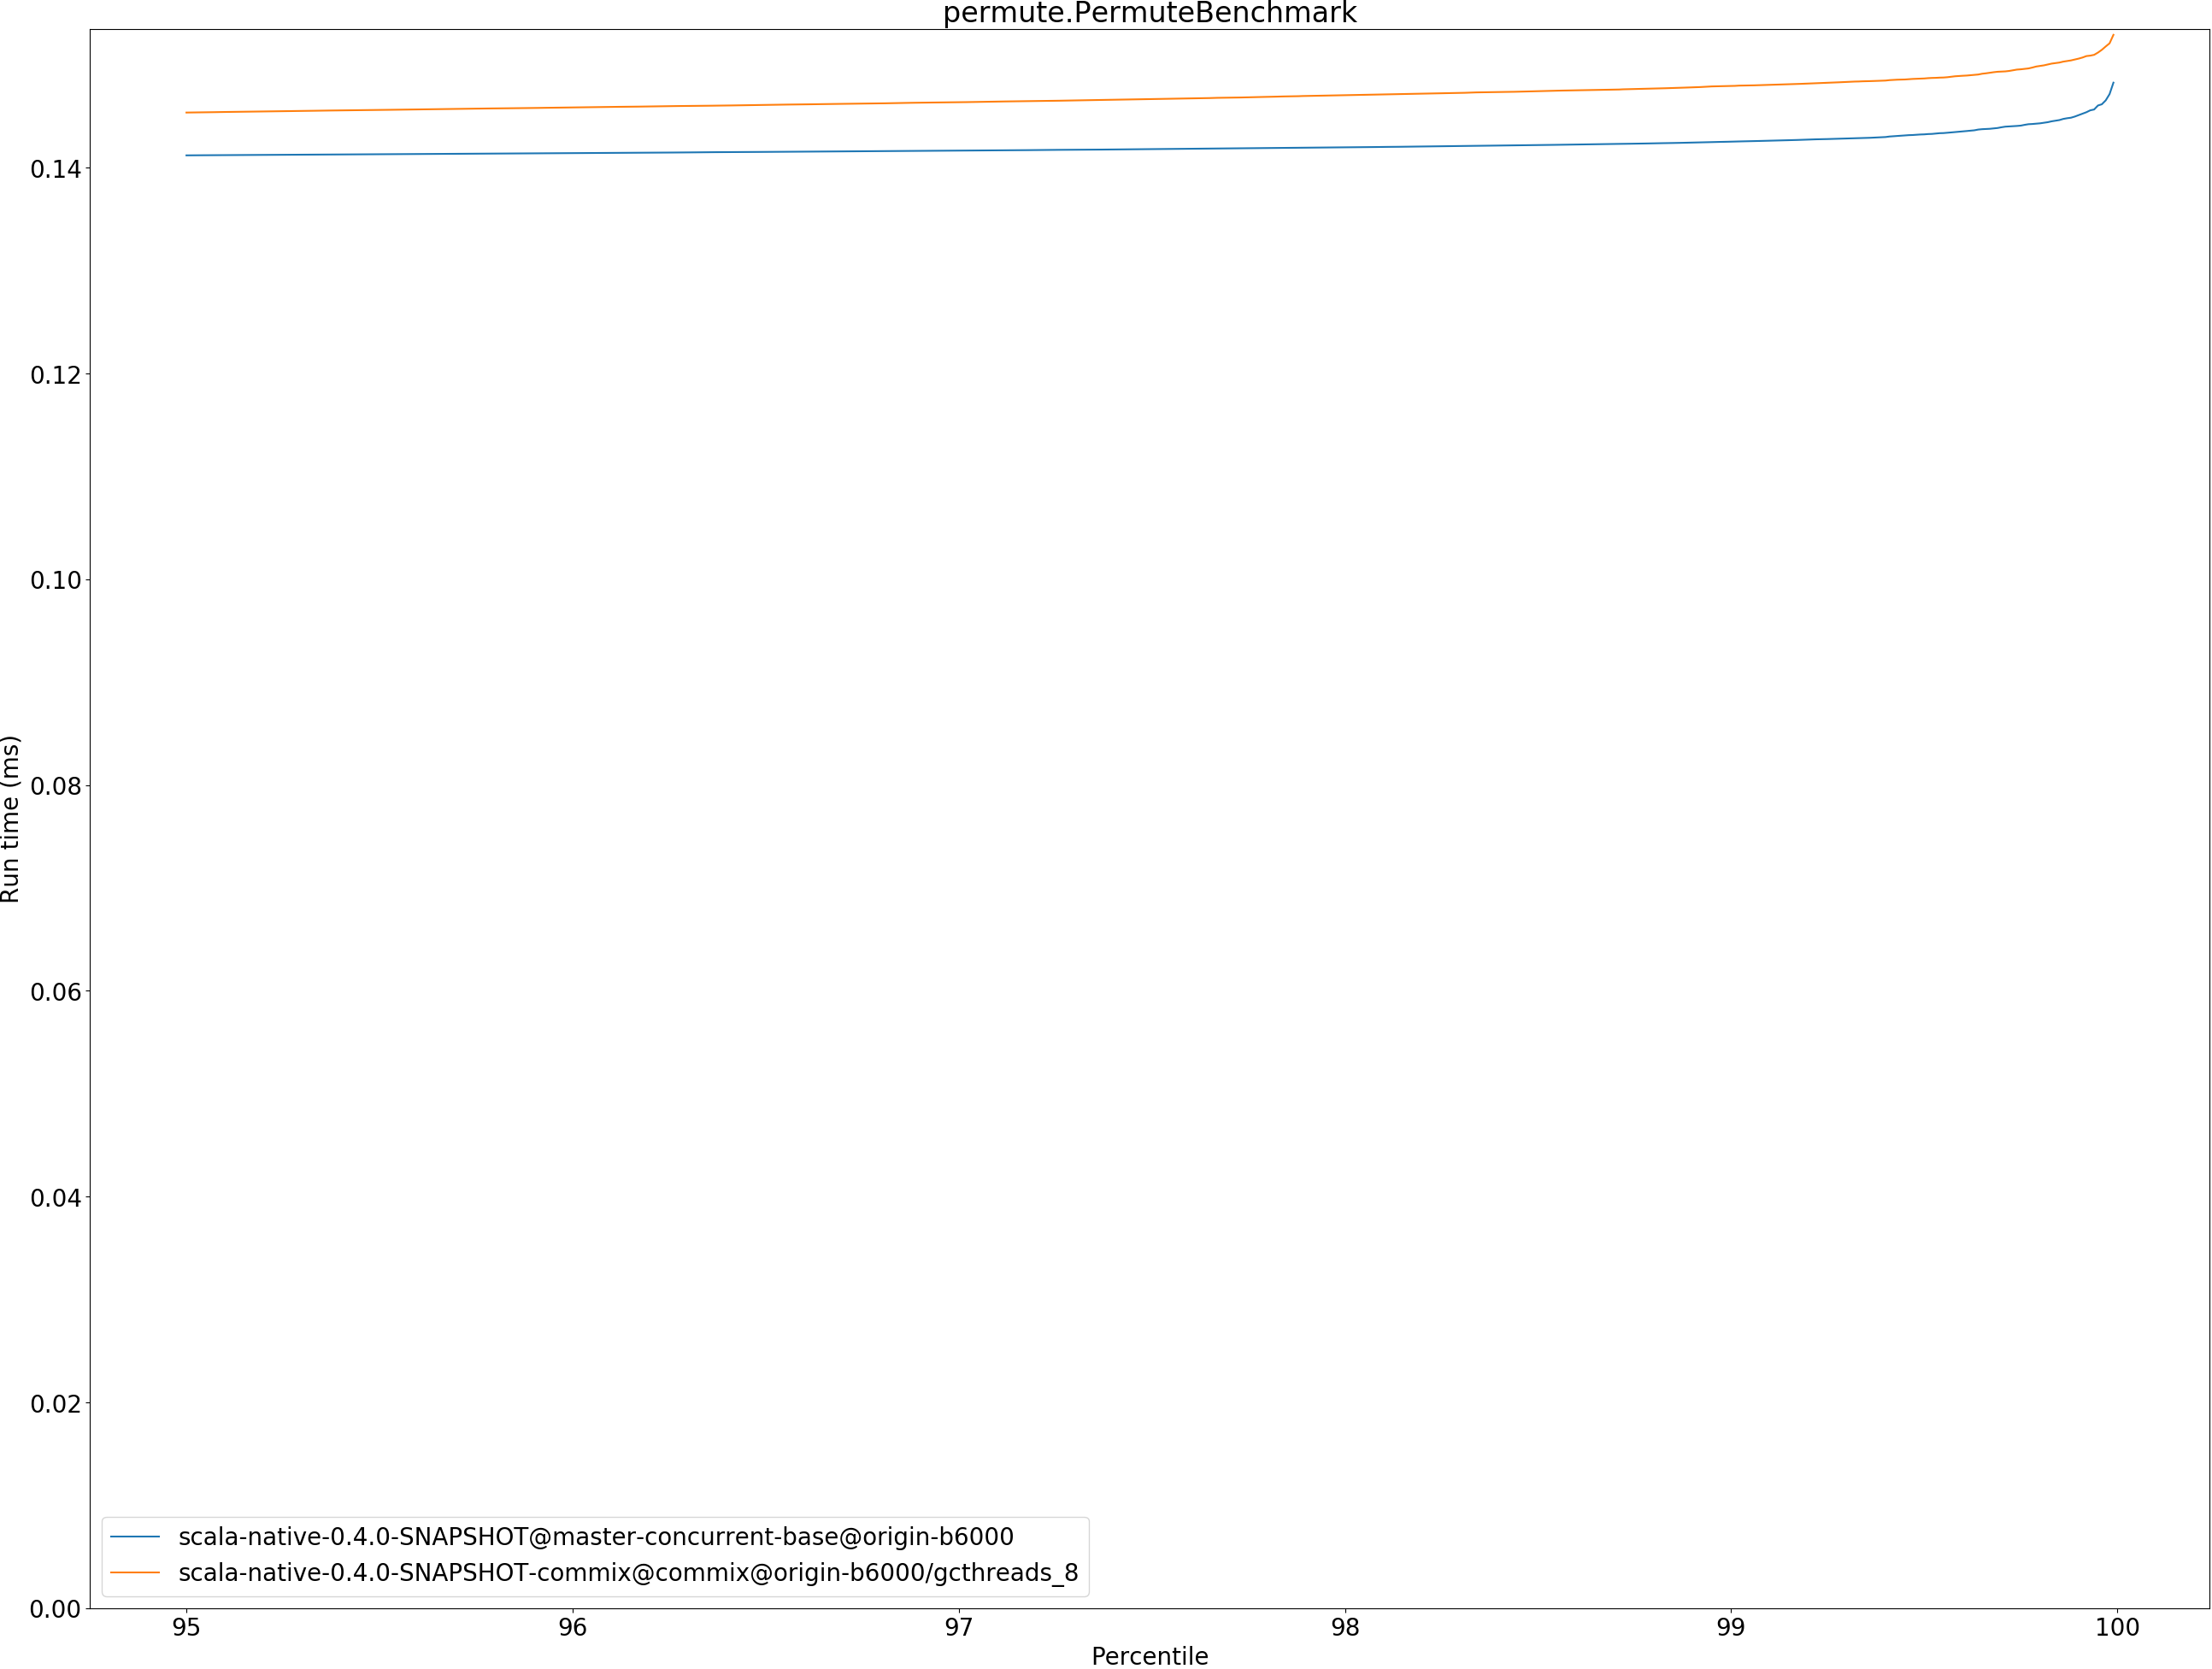 permute.PermuteBenchmark
Run time (ms)
0.14
0.12
0.10
0.08
0.06
0.04
0.02
0.00
scala-native-0.4.0-SNAPSHOT@master-concurrent-base@origin-b6000
scala-native-0.4.0-SNAPSHOT-commix@commix@origin-b6000/gcthreads_8
95 96 97 98 99 100
Percentile